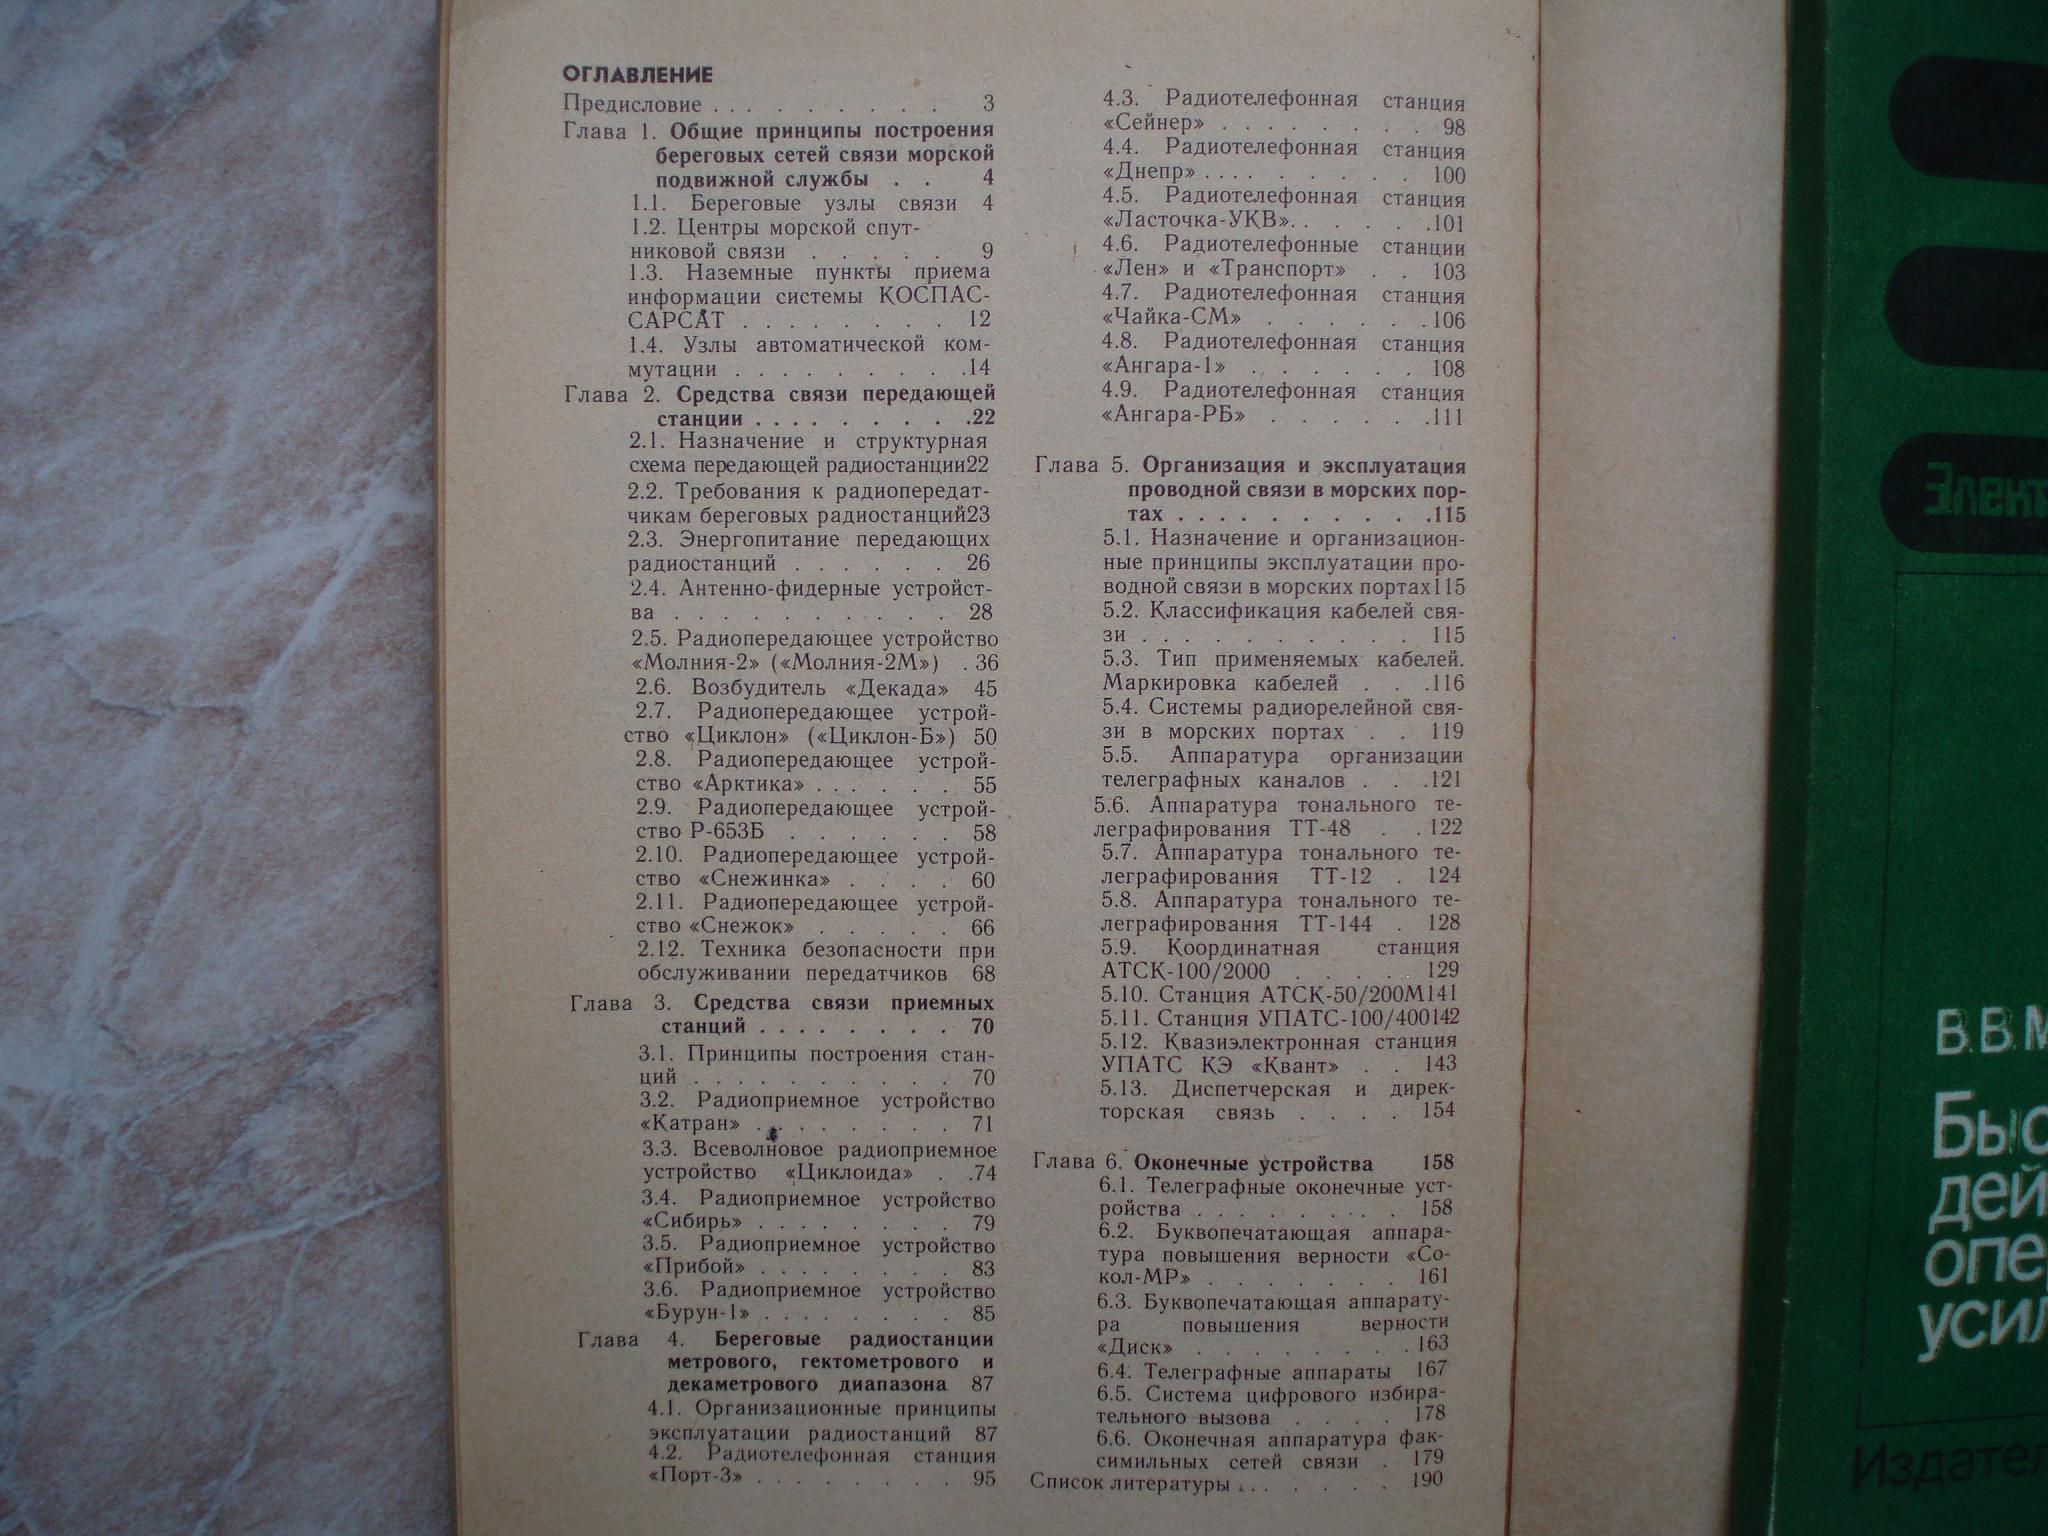 ОГЛАВЛЕНИЕ
Предисловие . . . . . . . . . 3
Глава 1. Общие принципы построения
береговых сетей связи морской
подвижной службы . . 4
1.1. Береговые узлы связи 4
1.2. Центры морской спут-
никовой связи . . . . . 9
1.3. Наземные пункты приема
информации системы КОСПАС-
САРСАТ . . . . . . . . 12
1.4. Узлы автоматической ком-
мутации . . . . . . . . .14
Глава 2. Средства связи передающей
станции . . . . . . . . .22
2.1. Назначение и структурная
схема передающей радиостанции22
2.2. Требования к радиопередат-
чикам береговых радиостанций23
2.3. Энергопитание передающих
радиостанций . . . . . . 26
2.4. Антенно-фидерные устройст-
ва . . . . . . . . . . . 28
2.5. Радиопередающее устройство
«Молния-2» («Молния-2М») . 36
2.6. Возбудитель «Декада» 45
2.7. Радиопередающее устрой-
ство «Циклон» («Циклон-Б») 50
2.8. Радиопередающее устрой-
ство «Арктика» . . . . . . 55
2.9. Радиопередающее устрой-
ство Р-653Б . . . . . . 58
2.10. Радиопередающее устрой-
ство «Снежинка» . . . . 60
2.11. Радиопередающее устрой-
ство «Снежок» . . . . . 66
2.12. Техника безопасности при
обслуживании передатчиков 68
Глава 3. Средства связи приемных
станций . . . . . . . . 70
3.1. Принципы построения стан-
ций . . . . . . . . . . . 70
3.2. Радиоприемное устройство
«Катран» . . . . . . . . 71
3.3. Всеволновое радиоприемное
устройство «Циклоида» . .74
3.4. Радиоприемное устройство
«Сибирь» . . . . . . . . 79
3.5. Радиоприемное устройство
«Прибой» . . . . . . . . 83
3.6. Радиоприемное устройство
«Бурун-1» . . . . . . . . 85
Глава 4. Береговые радиостанции
метрового, гектометрового и
декаметрового диапазона 87
4.1. Организационные принципы
эксплуатации радиостанций 87
4.2. Радиотелефонная станция
«Порт-3» . . . . . . . . 95
4.3. Радиотелефонная станция
«Сейнер» . . . . . . . . 98
4.4. Радиотелефонная станция
«Днепр» . . . . . . . . . 100
4.5. Радиотелефонная станция
«Ласточка-УКВ». . . . . .101
4.6. Радиотелефонные станции
«Лен» и «Транспорт» . . 103
4.7. Радиотелефонная станция
«Чайка-СМ» . . . . . . .106
4.8. Радиотелефонная станция
«Ангара-1» . . . . . . 108
4.9. Радиотелефонная станция
«Ангара-РБ» . . . . . .111
Глава 5. Организация и эксплуатация
проводной связи в морских пор-
тах . . . . . . . . . . .115
5.1. Назначение и организацион-
ные принципы эксплуатации про-
водной связи в морских портах115
5.2. Классификация кабелей свя-
зи . . . . . . . . . . . 115
5.3. Тип применяемых кабелей.
Маркировка кабелей . . .116
5.4. Системы радиорелейной свя-
зи в морских портах . . 119
5.5. Аппаратура организации
телеграфных каналов . . .121
5.6. Аппаратура тонального те-
леграфирования ТТ-48 . . 122
5.7. Аппаратура тонального те-
леграфирования ТТ-12 . 124
5.8. Аппаратура тонального те-
леграфирования ТТ-144 . 128
5.9. Координатная станция
АТСК-100/2000 . . . . 129
5.10. Станция АТСК-50/200М141
5.11. Станция УПАТС-100/400142
5.12. Квазиэлектронная станция
УПАТС КЭ «Квант» . . 143
5.13. Диспетчерская и дирек-
торская связь . . . . 154
Глава 6. Оконечные устройства 158
6.1. Телеграфные оконечные уст-
ройства . . . . . . . . . 158
6.2. Буквопечатающая аппара-
тура повышения верности «Со-
кол-МР» . . . . . . . 161
6.3. Буквопечатающая аппарату-
ра повышения верности
«Диск» . . . . . . . . .163
6.4. Телеграфные аппараты 167
6.5. Система цифрового избира-
тельного вызова . . . . 178
6.6. Оконечная аппаратура фак-
симильных сетей связи . 179
Список литературы . . . . . . . 190
В.В.М
Быс
дей
опе
усил
Издател